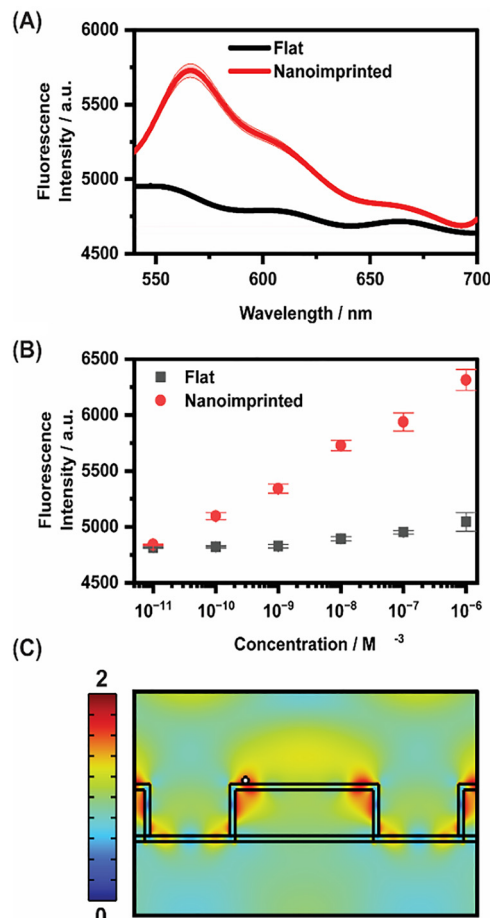 (A)
6000
5500
5000
4500
Fluorescence
Intensity / a.u.
Flat
Nanoimprinted
550
600
650
700
Wavelength / nm
(B)
6500
6000
5500
5000
4500
Fluorescence
Intensity / a.u.
Flat
Nanoimprinted
10⁻¹¹
10⁻¹⁰
10⁻⁹
10⁻⁸
10⁻⁷
10⁻⁶
Concentration / M ⁻³
(C)
2
0